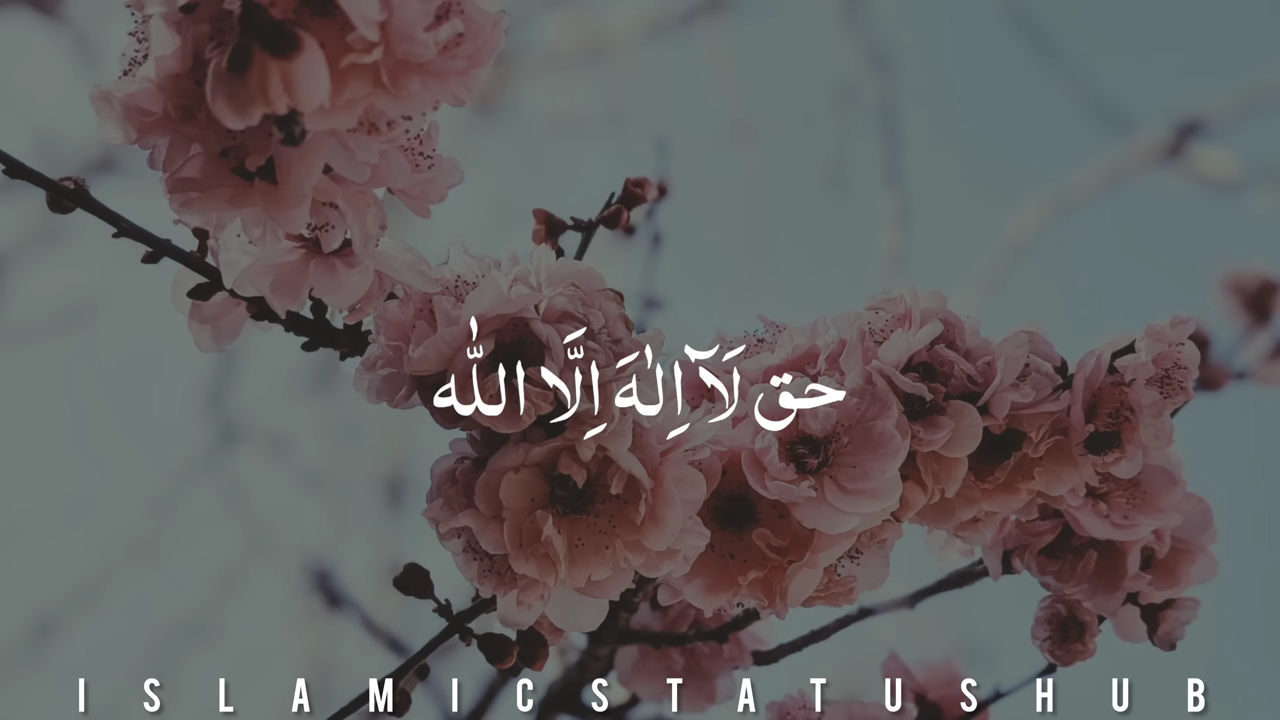 حق لَآ اِلٰهَ اِلَّا اللّٰه
ISLAMICSTATUSHUB